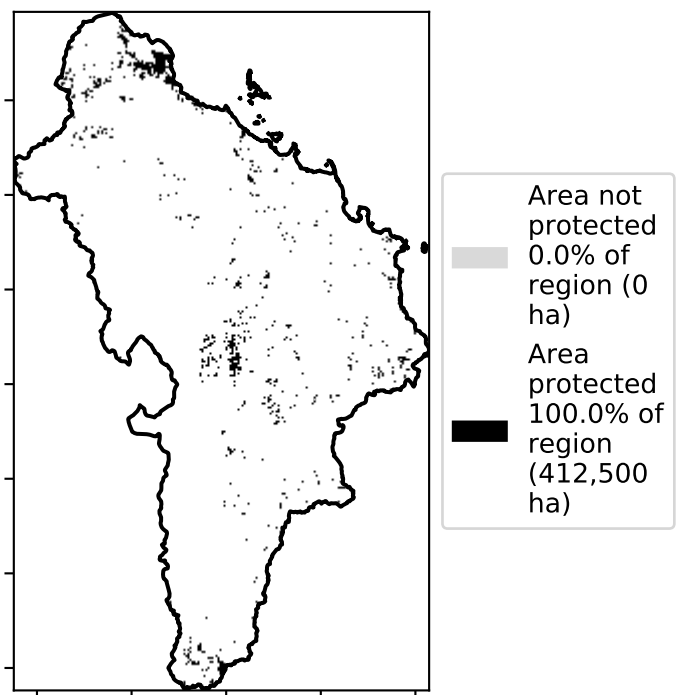 Area not
protected
0.0% of
region (0
ha)
Area
protected
100.0% of
region
(412,500
ha)